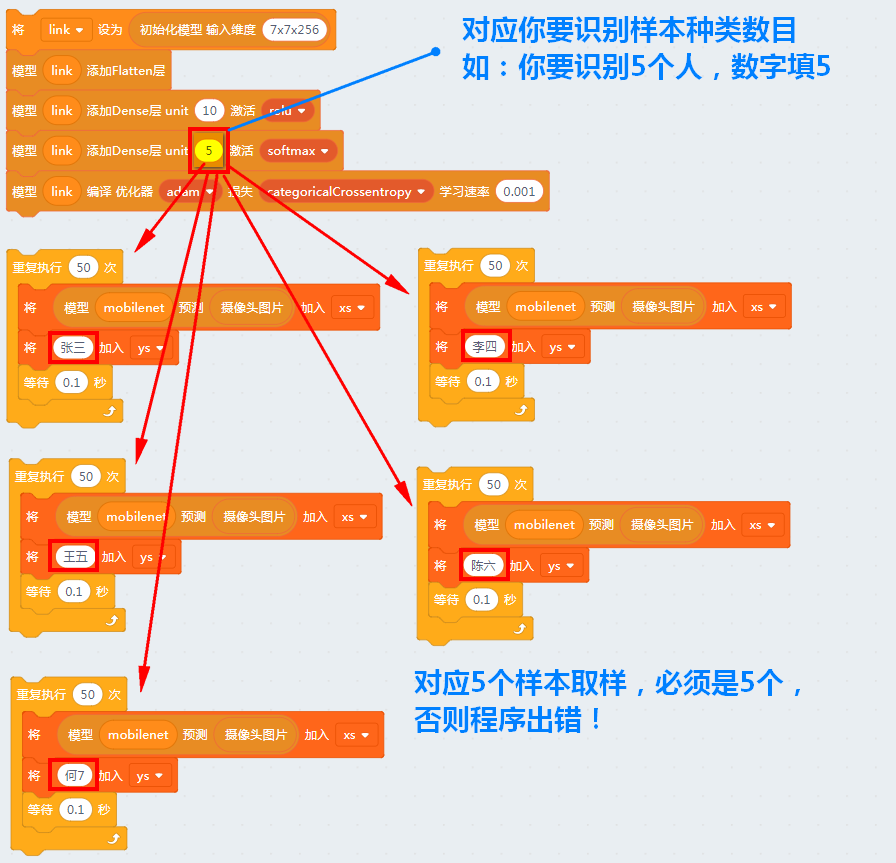 将 link 设为 初始化模型 输入维度 7x7x256
对应你要识别样本种类数目
如：你要识别5个人，数字填5
模型 link 添加Flatten层
模型 link 添加Dense层 unit 10 激活 relu
模型 link 添加Dense层 unit 5 激活 softmax
模型 link 编译 优化器 adam 损失 categoricalCrossentropy 学习速率 0.001
重复执行 50 次
将 模型 mobilenet 预测 摄像头图片 加入 xs
将 张三 加入 ys
等待 0.1 秒
重复执行 50 次
将 模型 mobilenet 预测 摄像头图片 加入 xs
将 李四 加入 ys
等待 0.1 秒
重复执行 50 次
将 模型 mobilenet 预测 摄像头图片 加入 xs
将 王五 加入 ys
等待 0.1 秒
重复执行 50 次
将 模型 mobilenet 预测 摄像头图片 加入 xs
将 陈六 加入 ys
等待 0.1 秒
重复执行 50 次
将 模型 mobilenet 预测 摄像头图片 加入 xs
将 何7 加入 ys
等待 0.1 秒
对应5个样本取样，必须是5个，
否则程序出错！